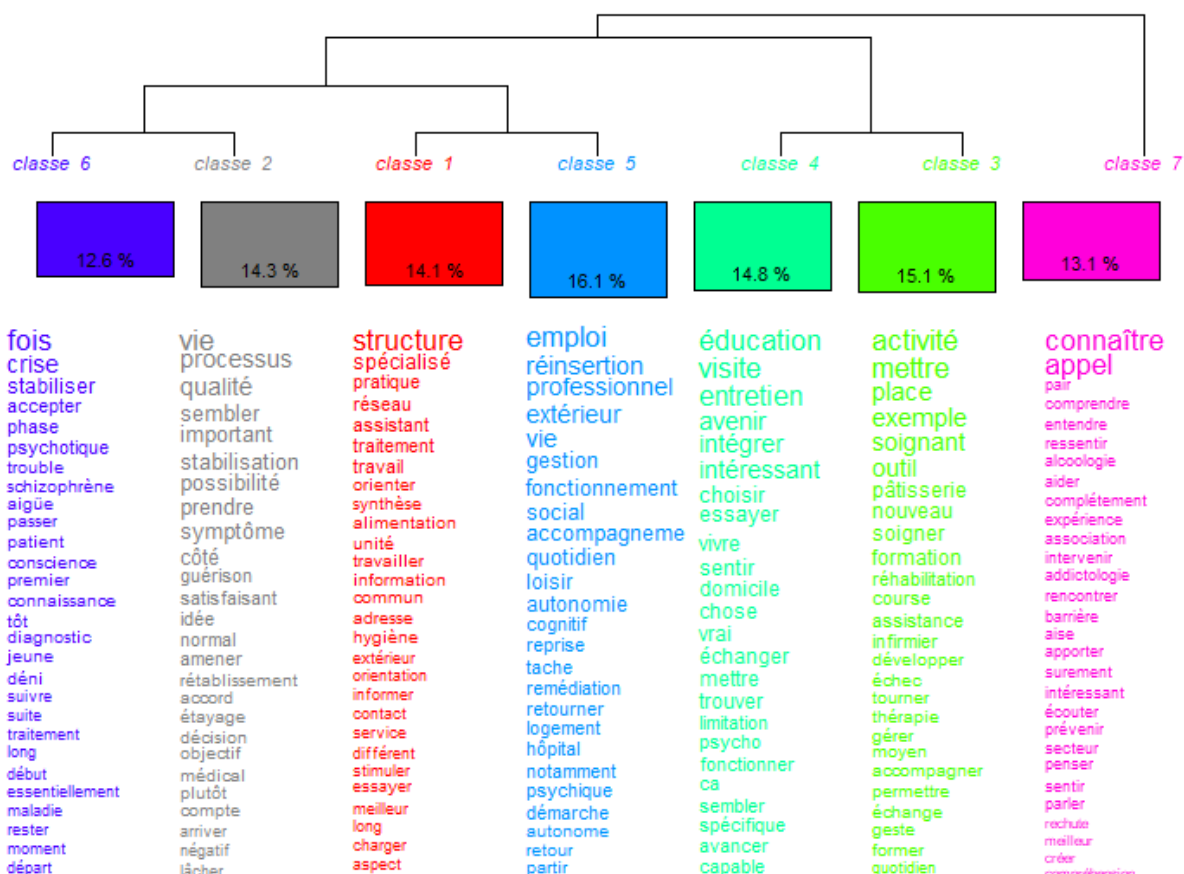 classe 6
classe 2
classe 1
classe 5
classe 4
classe 3
classe 7
12.6 %
14.3 %
14.1 %
16.1 %
14.8 %
15.1 %
13.1 %
fois
crise
stabiliser
accepter
phase
psychotique
trouble
schizophrène
aigüe
passer
patient
conscience
premier
connaissance
tôt
diagnostic
jeune
déni
suivre
suite
traitement
long
début
essentiellement
maladie
rester
moment
départ
vie
processus
qualité
sembler
important
stabilisation
possibilité
prendre
symptôme
côté
guérison
satisfaisant
idée
normal
amener
rétablissement
accord
étayage
décision
objectif
médical
plutôt
compte
arriver
négatif
lâcher
structure
spécialisé
pratique
réseau
assistant
traitement
travail
orienter
synthèse
alimentation
unité
travailler
information
commun
adresse
hygiène
extérieur
orientation
informer
contact
service
différent
stimuler
essayer
meilleur
long
charger
aspect
emploi
réinsertion
professionnel
extérieur
vie
gestion
fonctionnement
social
accompagneme
quotidien
loisir
autonomie
cognitif
reprise
tache
remédiation
retourner
logement
hôpital
notamment
psychique
démarche
autonome
retour
partir
éducation
visite
entretien
avenir
intégrer
intéressant
choisir
essayer
vivre
sentir
domicile
chose
vrai
échanger
mettre
trouver
limitation
psycho
fonctionner
ca
sembler
spécifique
avancer
capable
activité
mettre
place
exemple
soignant
outil
pâtisserie
nouveau
soigner
formation
réhabilitation
course
assistance
infirmier
développer
échec
tourner
thérapie
gérer
moyen
accompagner
permettre
échange
geste
former
quotidien
connaître
appel
pair
comprendre
entendre
ressentir
alcoologie
aider
complétement
expérience
association
intervenir
addictologie
rencontrer
barrière
aise
apporter
surement
intéressant
écouter
prévenir
secteur
penser
sentir
parler
rechute
meilleur
créer